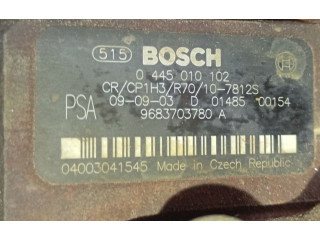 515 BOSCH
0 445 010 102
CR/CP1H3/R70/10-7812S
PSA 09-09-03 D 01485 00154
9683703780 A
04003041545 Made in Czech Republic